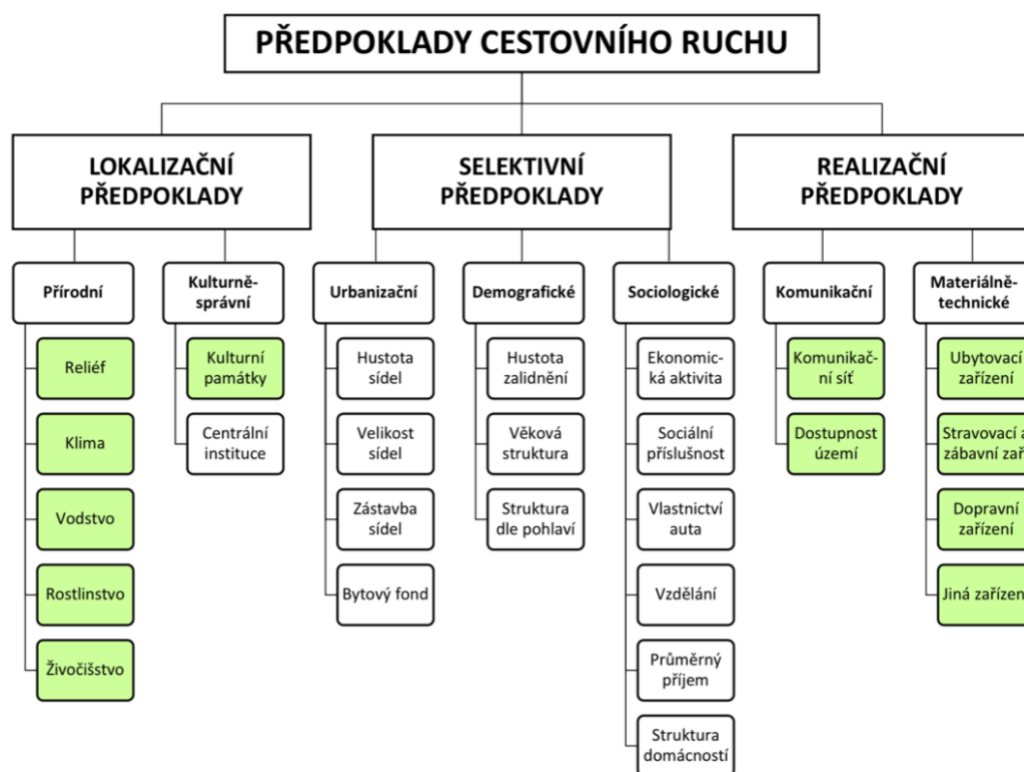 PŘEDPOKLADY CESTOVNÍHO RUCHU
LOKALIZAČNÍ
PŘEDPOKLADY
SELEKTIVNÍ
PŘEDPOKLADY
REALIZAČNÍ
PŘEDPOKLADY
Přírodní
Kulturně-
správní
Urbanizační
Demografické
Sociologické
Komunikační
Materiálně-
technické
Reliéf
Klima
Vodstvo
Rostlinstvo
Živočišstvo
Kulturní
památky
Centrální
instituce
Hustota
sídel
Velikost
sídel
Zástavba
sídel
Bytový fond
Hustota
zalidnění
Věková
struktura
Struktura
dle pohlaví
Ekonomic-
ká aktivita
Sociální
příslušnost
Vlastnictví
auta
Vzdělání
Průměrný
příjem
Struktura
domácností
Komunikač-
ní síť
Dostupnost
území
Ubytovací
zařízení
Stravovací
zábavní
Dopravní
zařízení
Jiná